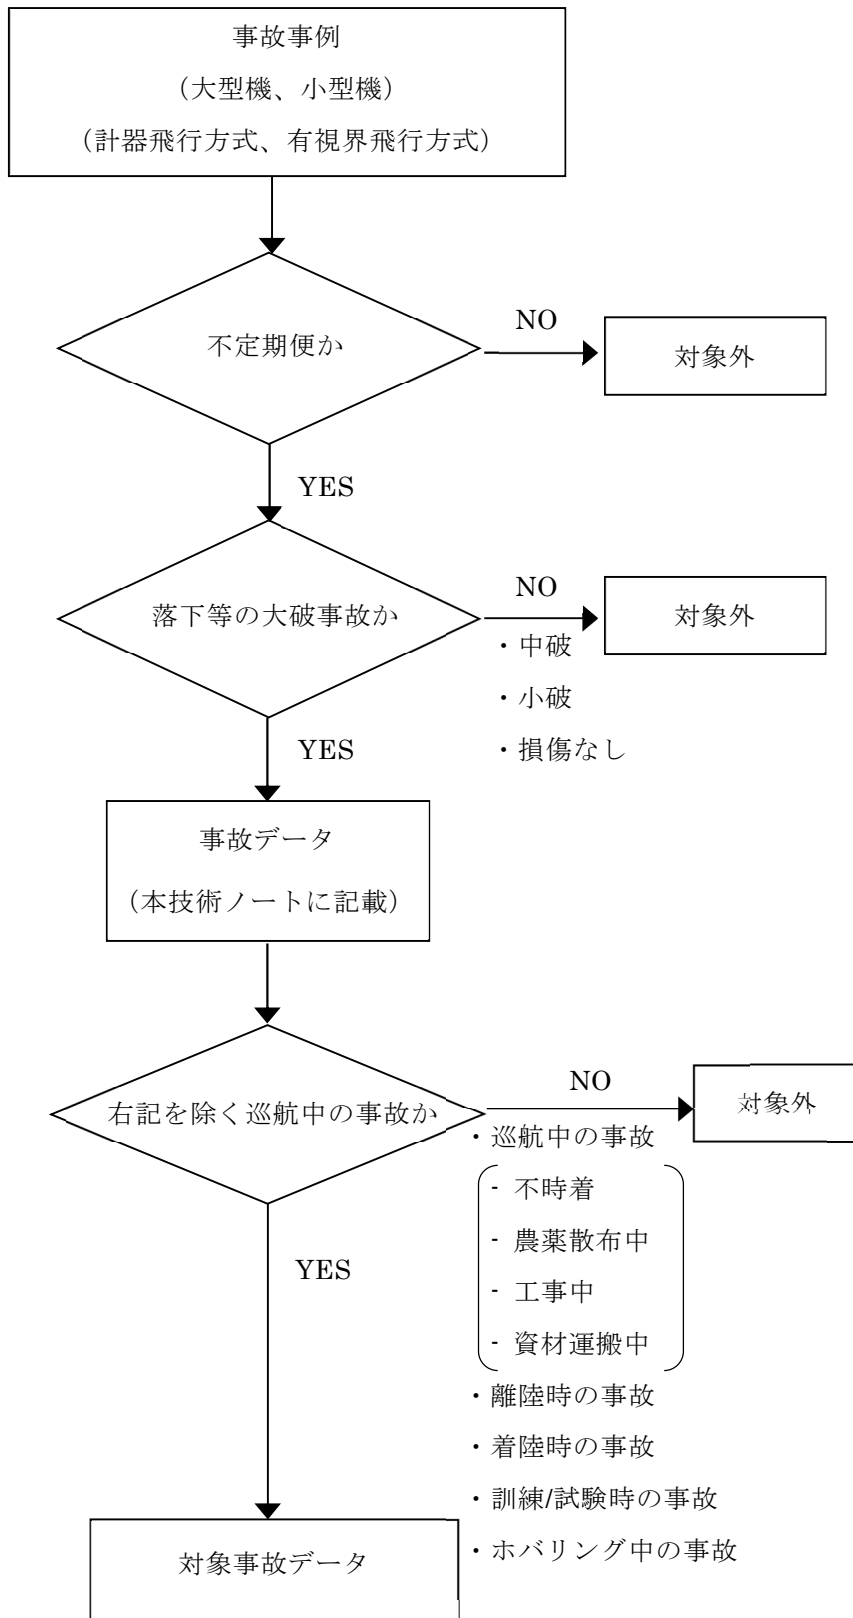 事故事例
（大型機、小型機）
（計器飛行方式、有視界飛行方式）
不定期便か
NO
対象外
YES
落下等の大破事故か
NO
対象外
・中破
・小破
・損傷なし
YES
事故データ
（本技術ノートに記載）
右記を除く巡航中の事故か
NO
対象外
・巡航中の事故
- 不時着
- 農薬散布中
- 工事中
- 資材運搬中
YES
・離陸時の事故
・着陸時の事故
・訓練/試験時の事故
・ホバリング中の事故
対象事故データ